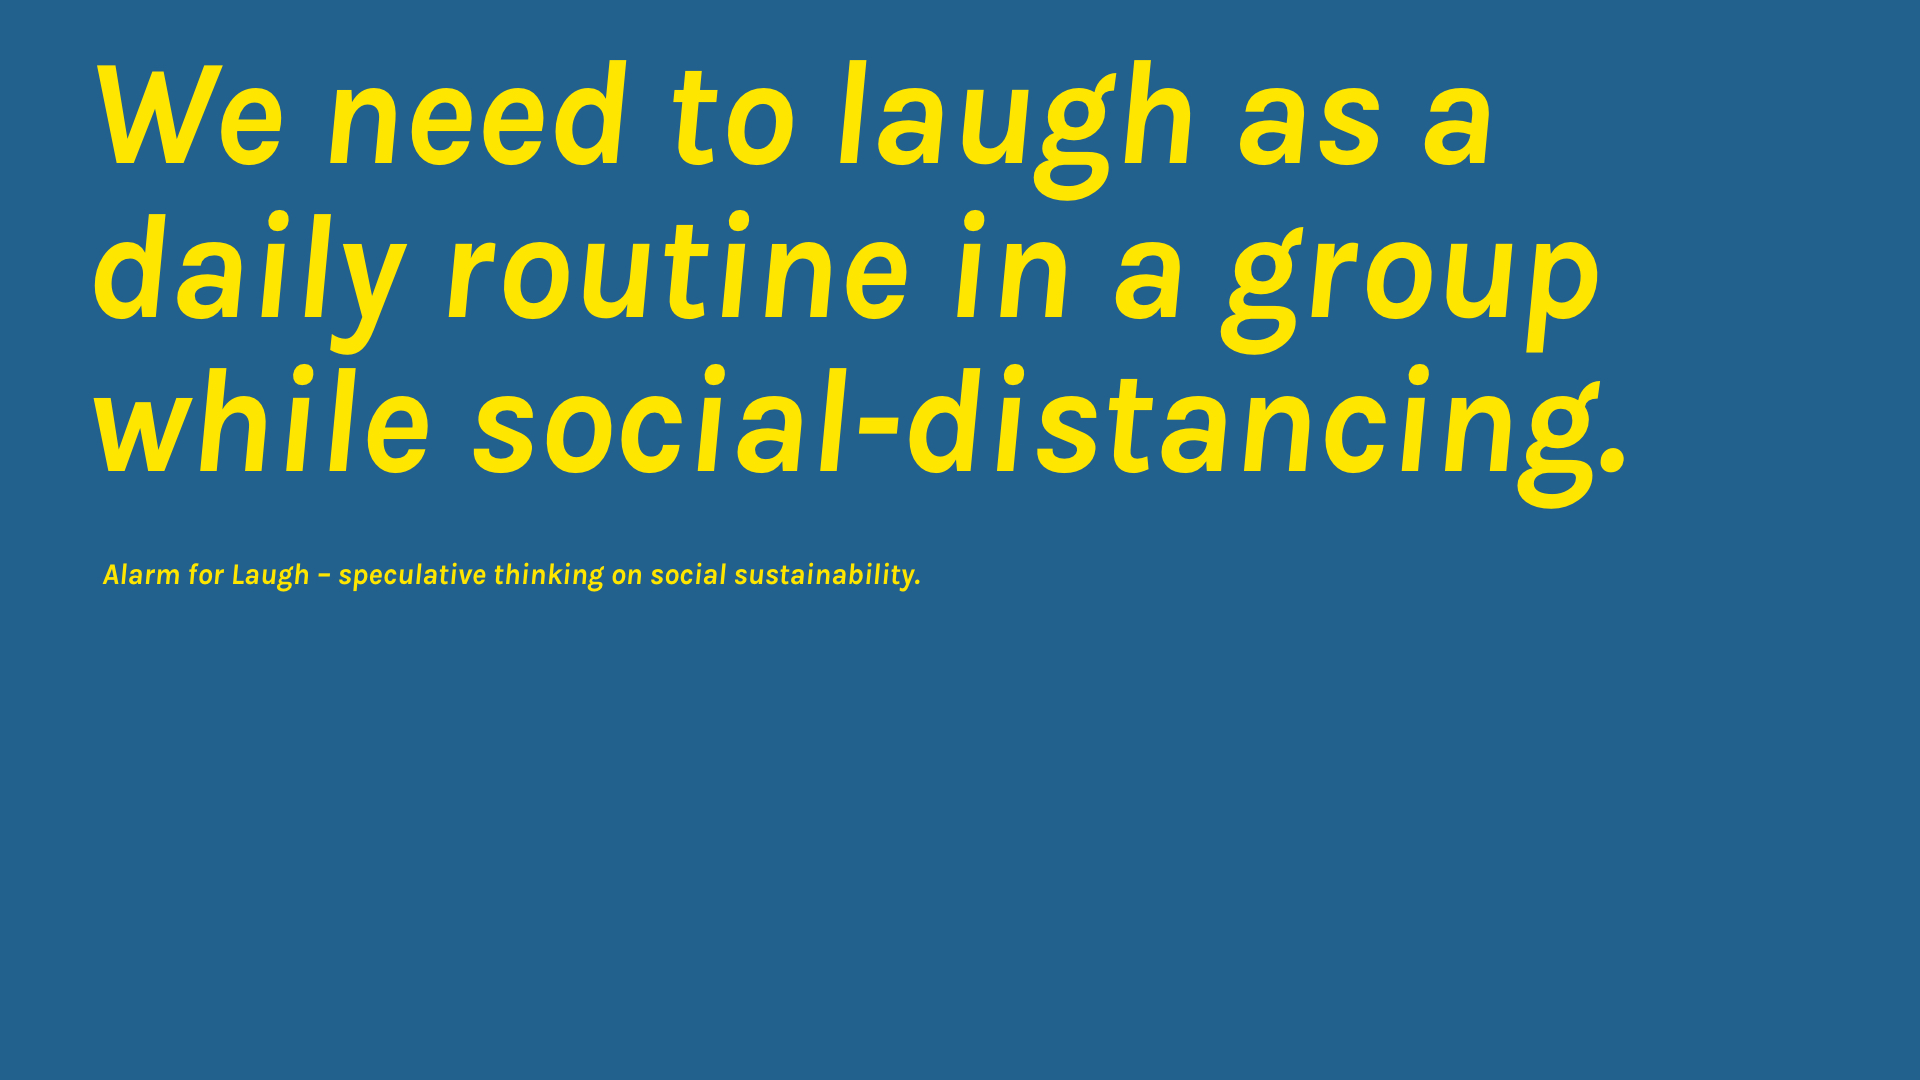 We need to laugh as a
daily routine in a group
while social-distancing.
Alarm for Laugh – speculative thinking on social sustainability.